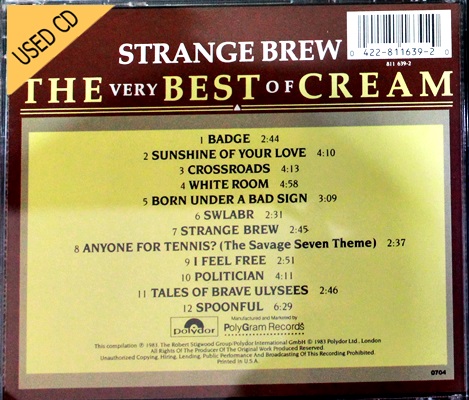 USED CD
STRANGE BREW
0 422-811639-2 0
811 639-2
THE VERY BEST OF CREAM
1 BADGE 2:44
2 SUNSHINE OF YOUR LOVE 4:10
3 CROSSROADS 4:13
4 WHITE ROOM 4:58
5 BORN UNDER A BAD SIGN 3:09
6 SWLABR 2:31
7 STRANGE BREW 2:45
8 ANYONE FOR TENNIS? (The Savage Seven Theme) 2:37
9 I FEEL FREE 2:51
10 POLITICIAN 4:11
11 TALES OF BRAVE ULYSEES 2:46
12 SPOONFUL 6:29
polydor
Manufactured and Marketed by
PolyGram Records
This compilation ℗ 1983. The Robert Stigwood Group/Polydor International GmbH © 1983 Polydor Ltd., London
All Rights Of The Producer Of The Original Work Produced Reserved.
Unauthorized Copying, Hiring, Lending, Public Performance And Broadcasting Of This Recording Prohibited.
Printed in U.S.A.
0704